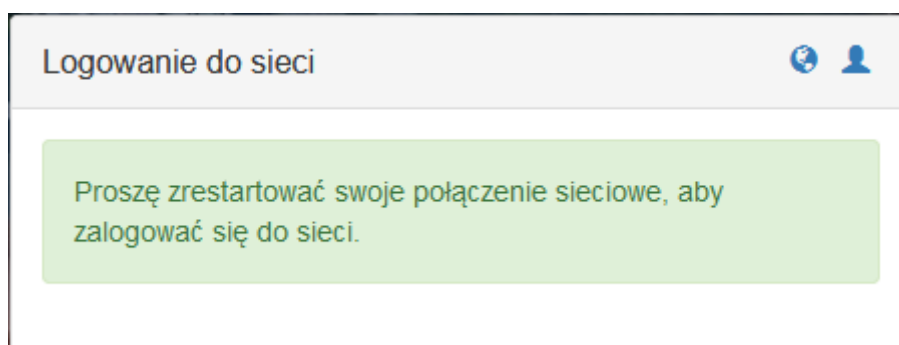 Logowanie do sieci
Proszę zrestartować swoje połączenie sieciowe, aby
zalogować się do sieci.